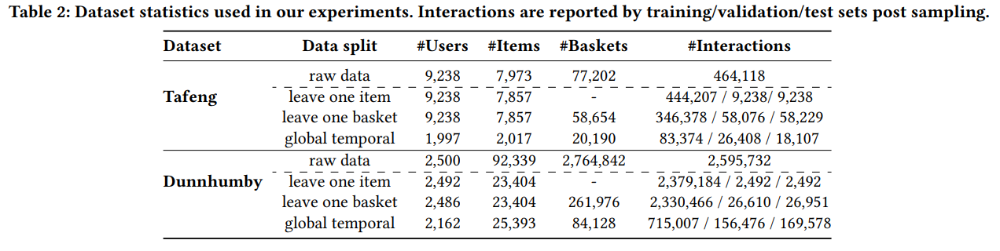 Table 2: Dataset statistics used in our experiments. Interactions are reported by training/validation/test sets post sampling.
Dataset Data split #Users #Items #Baskets #Interactions
raw data 9,238 7,973 77,202 464,118
Tafeng leave one item 9,238 7,857 - 444,207 / 9,238/ 9,238
leave one basket 9,238 7,857 58,654 346,378 / 58,076 / 58,229
global temporal 1,997 2,017 20,190 83,374 / 26,408 / 18,107
raw data 2,500 92,339 2,764,842 2,595,732
Dunnhumby leave one item 2,492 23,404 - 2,379,184 / 2,492 / 2,492
leave one basket 2,486 23,404 261,976 2,330,466 / 26,610 / 26,951
global temporal 2,162 25,393 84,128 715,007 / 156,476 / 169,578